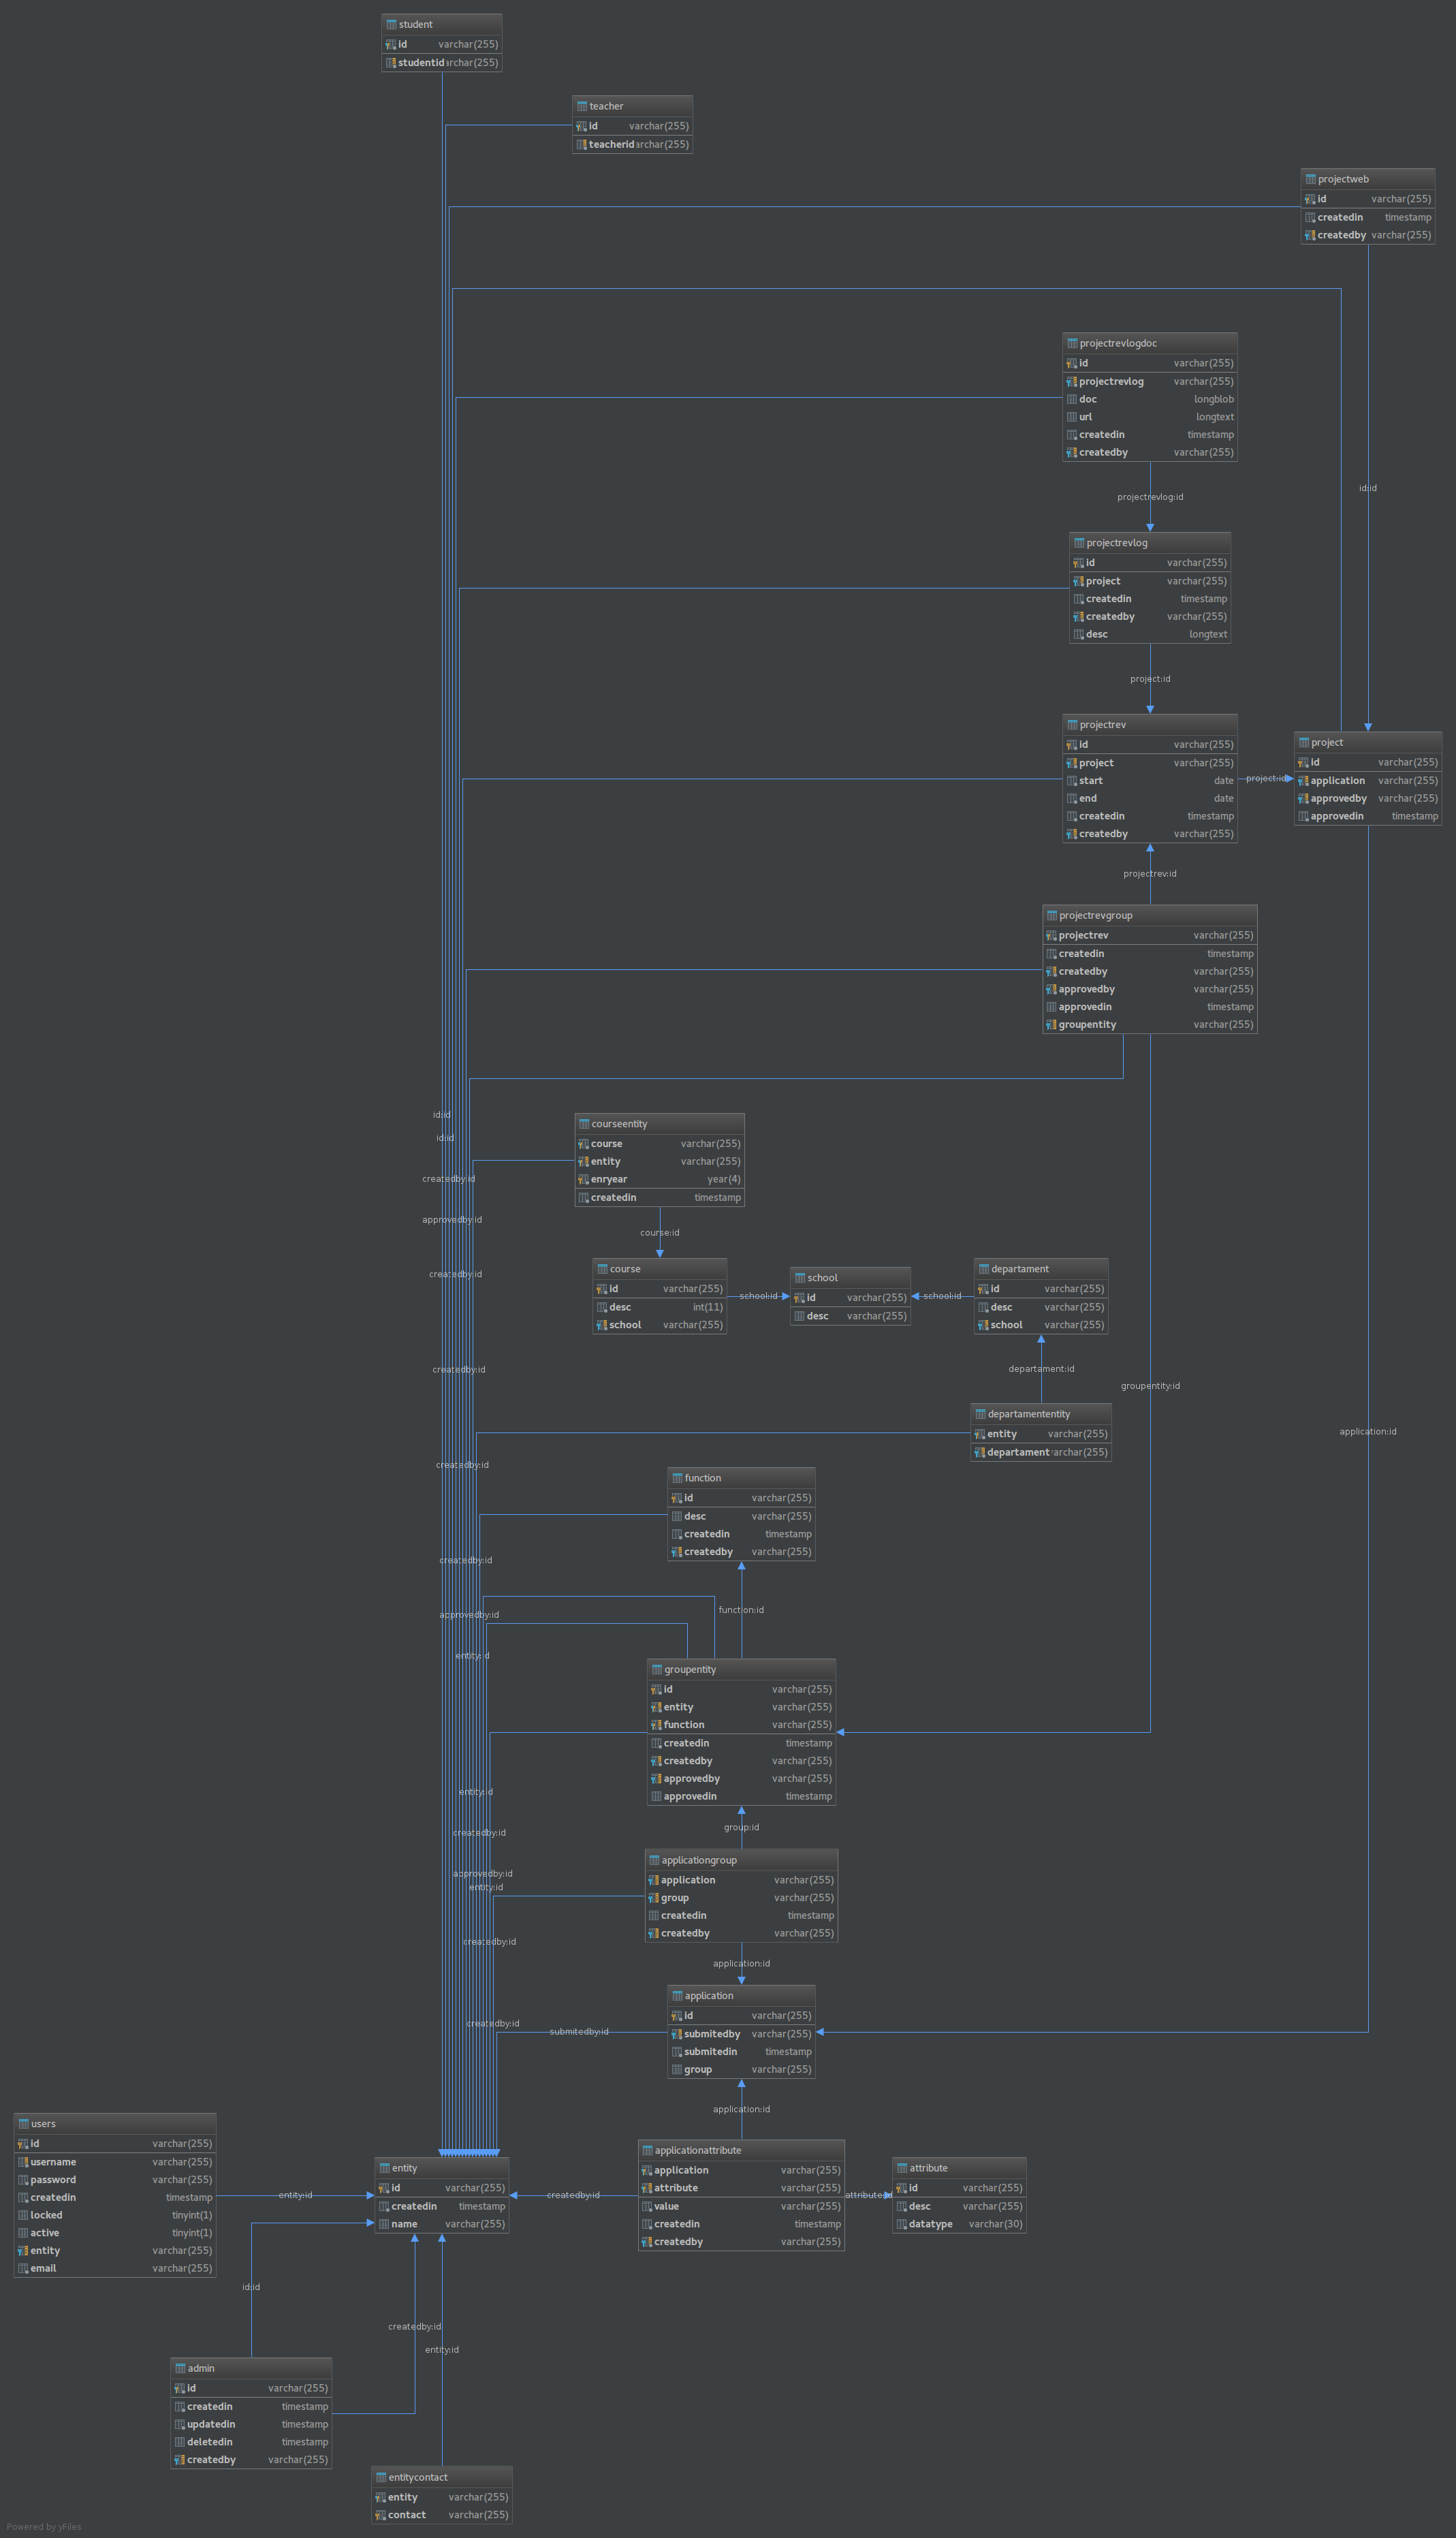 student
id varchar(255)
studentid archar(255)
teacher
id varchar(255)
teacherid archar(255)
projectweb
id varchar(255)
createdin timestamp
createdby varchar(255)
projectrevlogdoc
id varchar(255)
projectrevlog varchar(255)
doc longblob
url longtext
createdin timestamp
createdby varchar(255)
id:id
projectrevlog:id
projectrevlog
id varchar(255)
project varchar(255)
createdin timestamp
createdby varchar(255)
desc longtext
project:id
projectrev
id varchar(255)
project varchar(255)
start date
end date
createdin timestamp
createdby varchar(255)
project:id
project
id varchar(255)
application varchar(255)
approvedby varchar(255)
approvedin timestamp
projectrev:id
projectrevgroup
projectrev varchar(255)
createdin timestamp
createdby varchar(255)
approvedby varchar(255)
approvedin timestamp
groupentity varchar(255)
id:id
id:id
createdby:id
approvedby:id
createdby:id
courseentity
course varchar(255)
entity varchar(255)
enryear year(4)
createdin timestamp
course:id
course
id varchar(255)
desc int(11)
school varchar(255)
school:id
school
id varchar(255)
desc varchar(255)
school:id
departament
id varchar(255)
desc varchar(255)
school varchar(255)
createdby:id
departament:id
groupentity:id
departamententity
entity varchar(255)
departament varchar(255)
application:id
createdby:id
function
id varchar(255)
desc varchar(255)
createdin timestamp
createdby varchar(255)
createdby:id
function:id
approvedby:id
entity:id
groupentity
id varchar(255)
entity varchar(255)
function varchar(255)
createdin timestamp
createdby varchar(255)
approvedby varchar(255)
approvedin timestamp
entity:id
group:id
createdby:id
approvedby:id
entity:id
applicationgroup
application varchar(255)
group varchar(255)
createdin timestamp
createdby varchar(255)
createdby:id
application:id
application
id varchar(255)
submitedby varchar(255)
submitedin timestamp
group varchar(255)
createdby:id
submitedby:id
application:id
users
id varchar(255)
username varchar(255)
password varchar(255)
createdin timestamp
locked tinyint(1)
active tinyint(1)
entity varchar(255)
email varchar(255)
entity:id
entity
id varchar(255)
createdin timestamp
name varchar(255)
createdby:id
applicationattribute
application varchar(255)
attribute varchar(255)
value varchar(255)
createdin timestamp
createdby varchar(255)
attribute:id
attribute
id varchar(255)
desc varchar(255)
datatype varchar(30)
id:id
createdby:id
entity:id
admin
id varchar(255)
createdin timestamp
updatedin timestamp
deletedin timestamp
createdby varchar(255)
entitycontact
entity varchar(255)
contact varchar(255)
Powered by yFiles